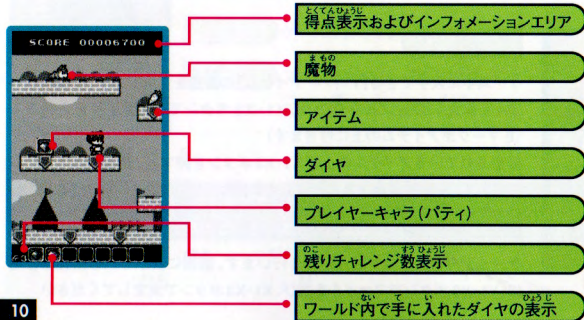 SCORE 00006700
得点表示およびインフォメーションエリア
魔物
アイテム
ダイヤ
プレイヤーキャラ(パティ)
残りチャレンジ数表示
ワールド内で手に入れたダイヤの表示
10